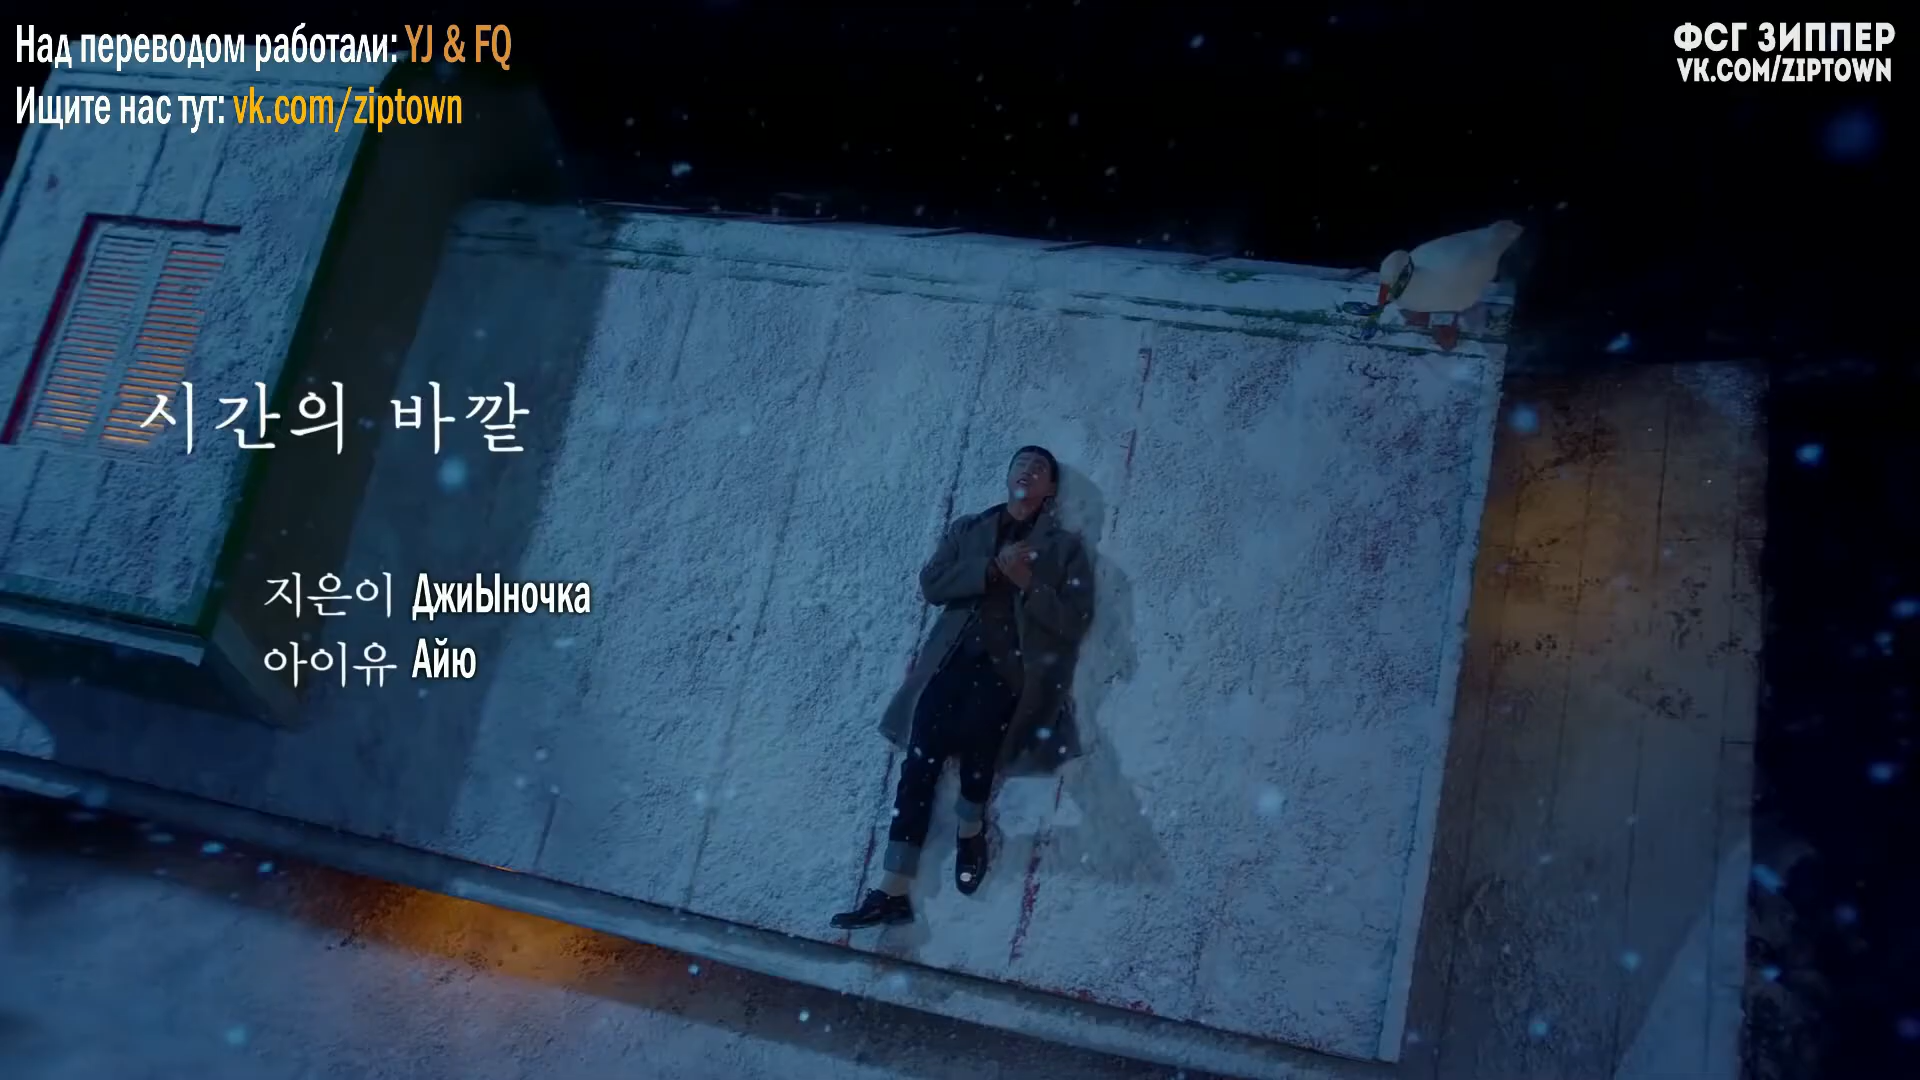 Над переводом работали: YJ & FQ
Ищите нас тут: vk.com/ziptown
ФСГ ЗИППЕР
VK.COM/ZIPTOWN
시간의 바깥
지은이 ДжиЫночка
아이유 Айю